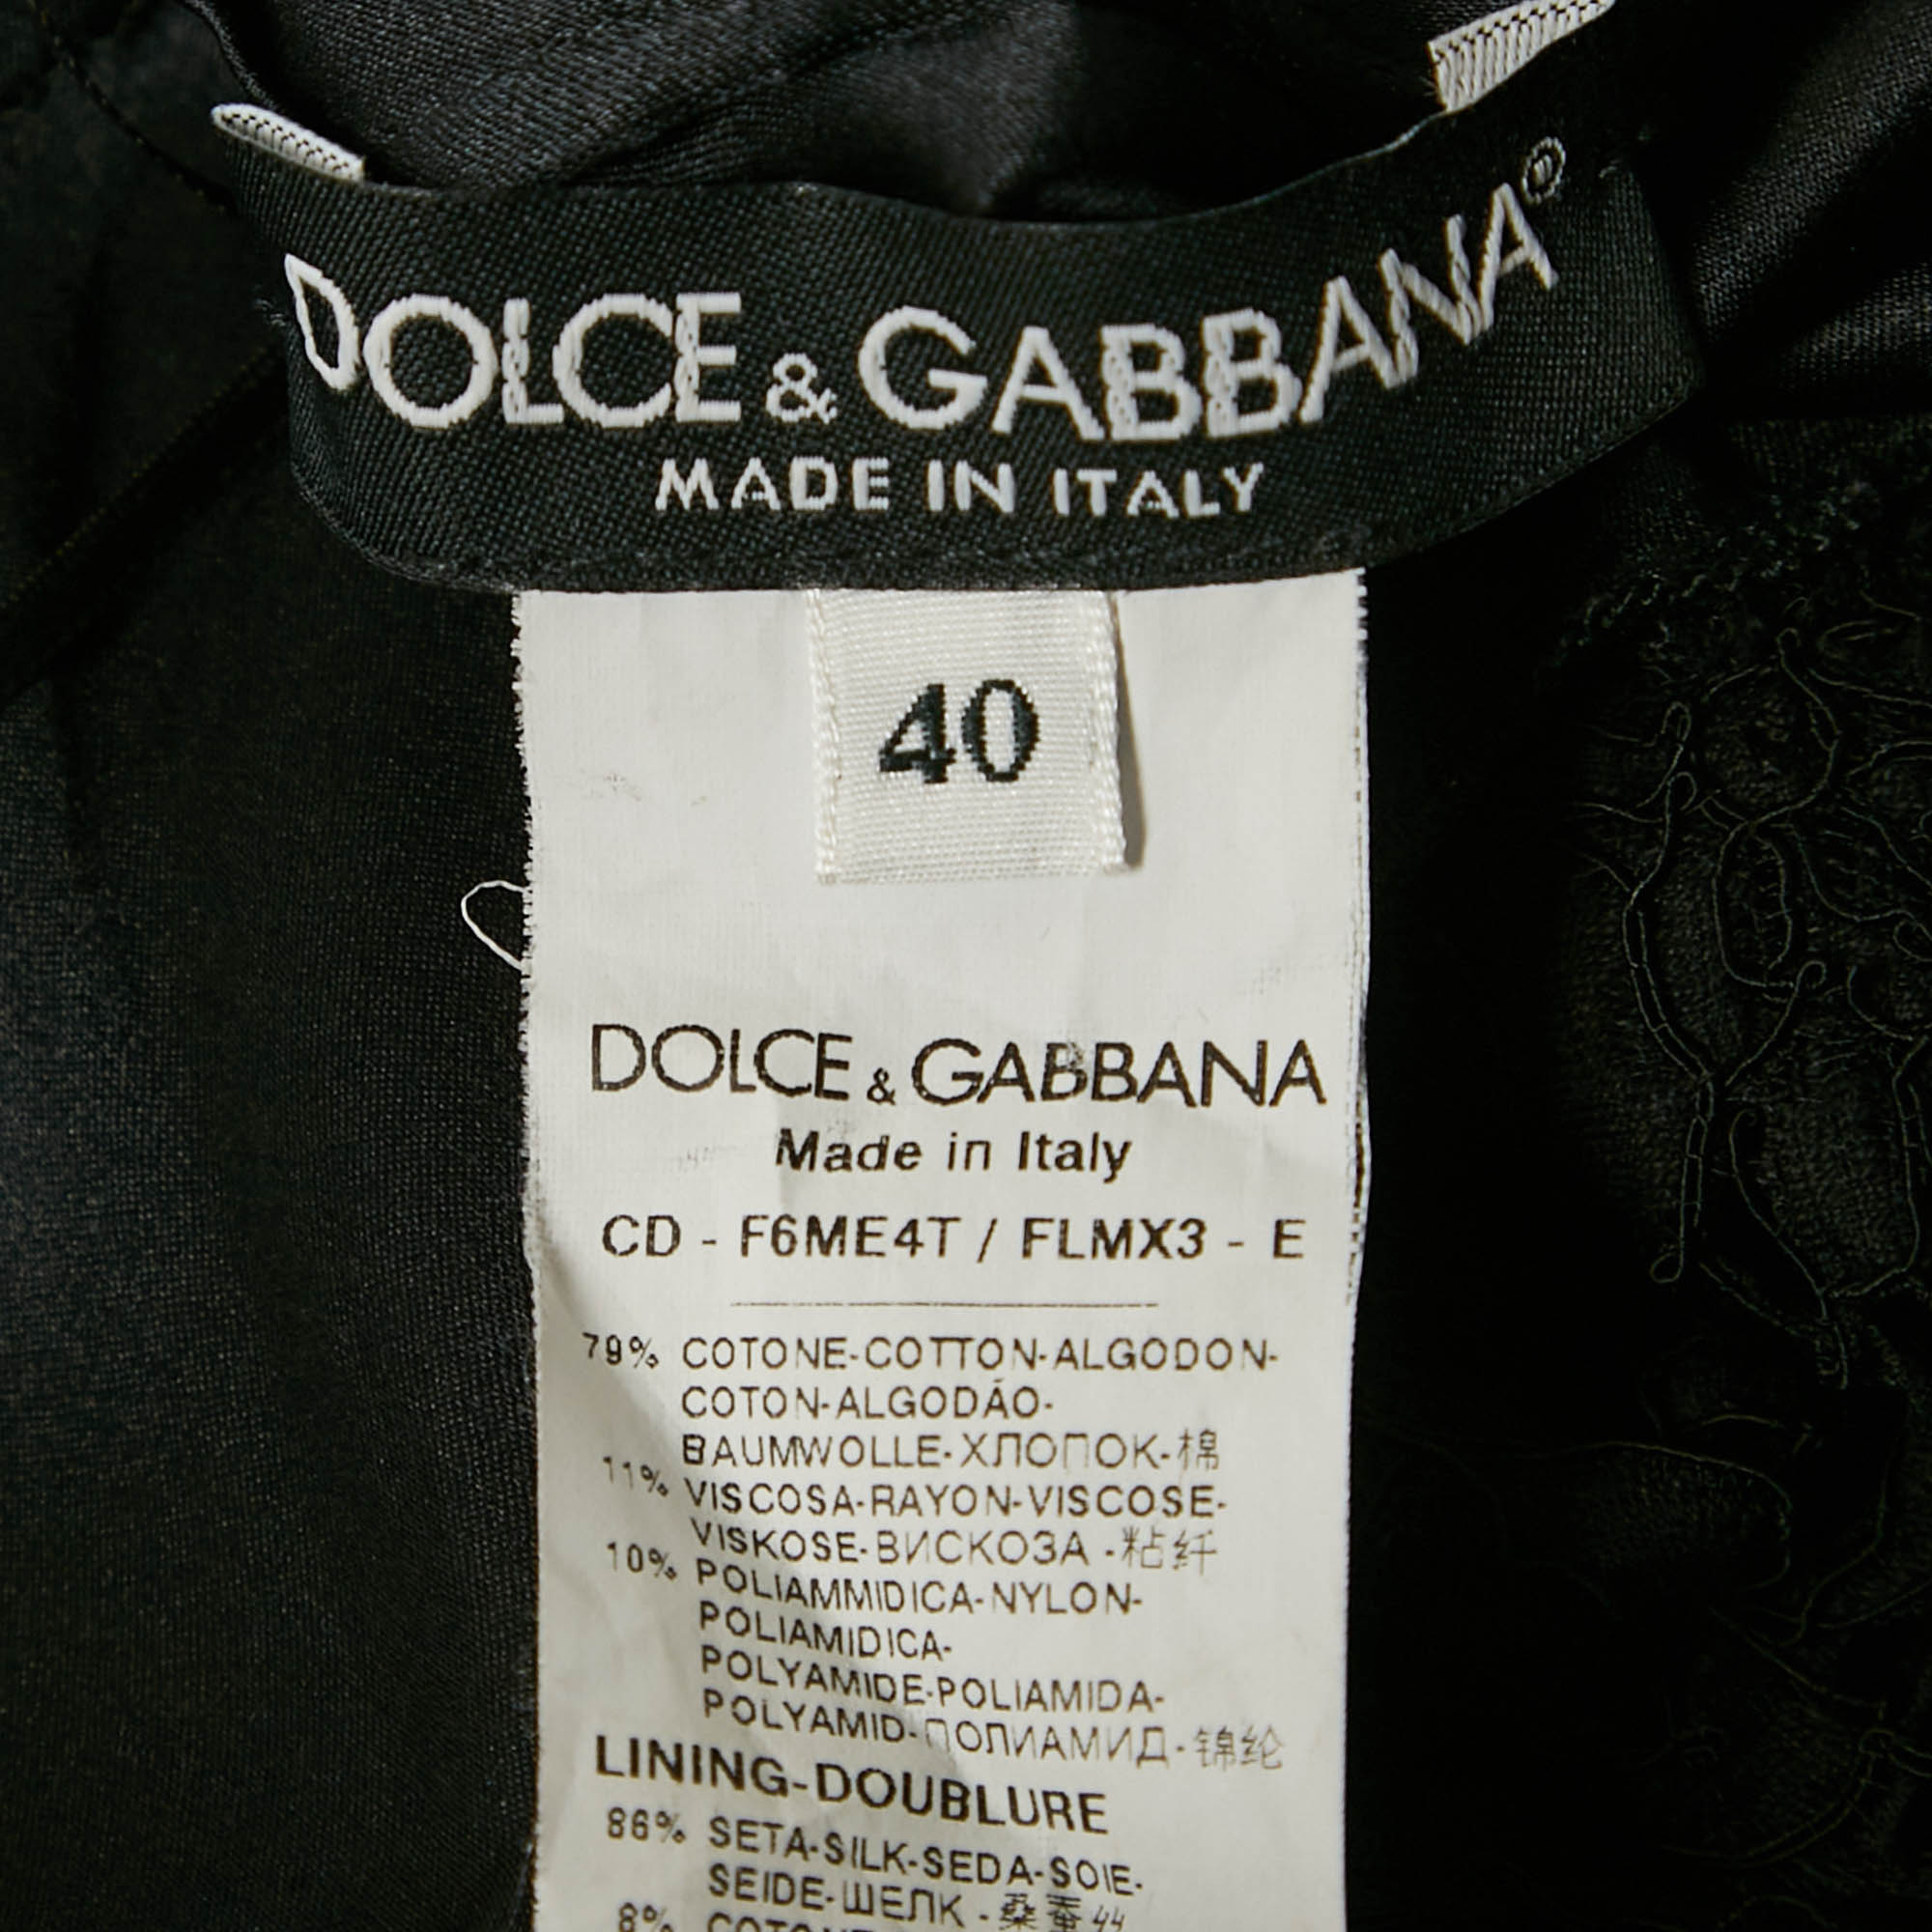 DOLCE & GABBANA®
MADE IN ITALY
40
DOLCE & GABBANA
Made in Italy
CD - F6ME4T / FLMX3 - E
79% COTONE-COTTON-ALGODON-
COTON-ALGODÃO-
BAUMWOLLE-ХЛОПОК-棉
11% VISCOSA-RAYON-VISCOSE-
VISKOSE-ВИСКОЗА -粘纤
10% POLIAMMIDICA-NYLON-
POLIAMIDICA-
POLYAMIDE-POLIAMIDA-
POLYAMID-ПОЛИАМИД-锦纶
LINING-DOUBLURE
86% SETA-SILK-SEDA-SOIE-
SEIDE-ШЕЛК -桑蚕丝
8% COTONE